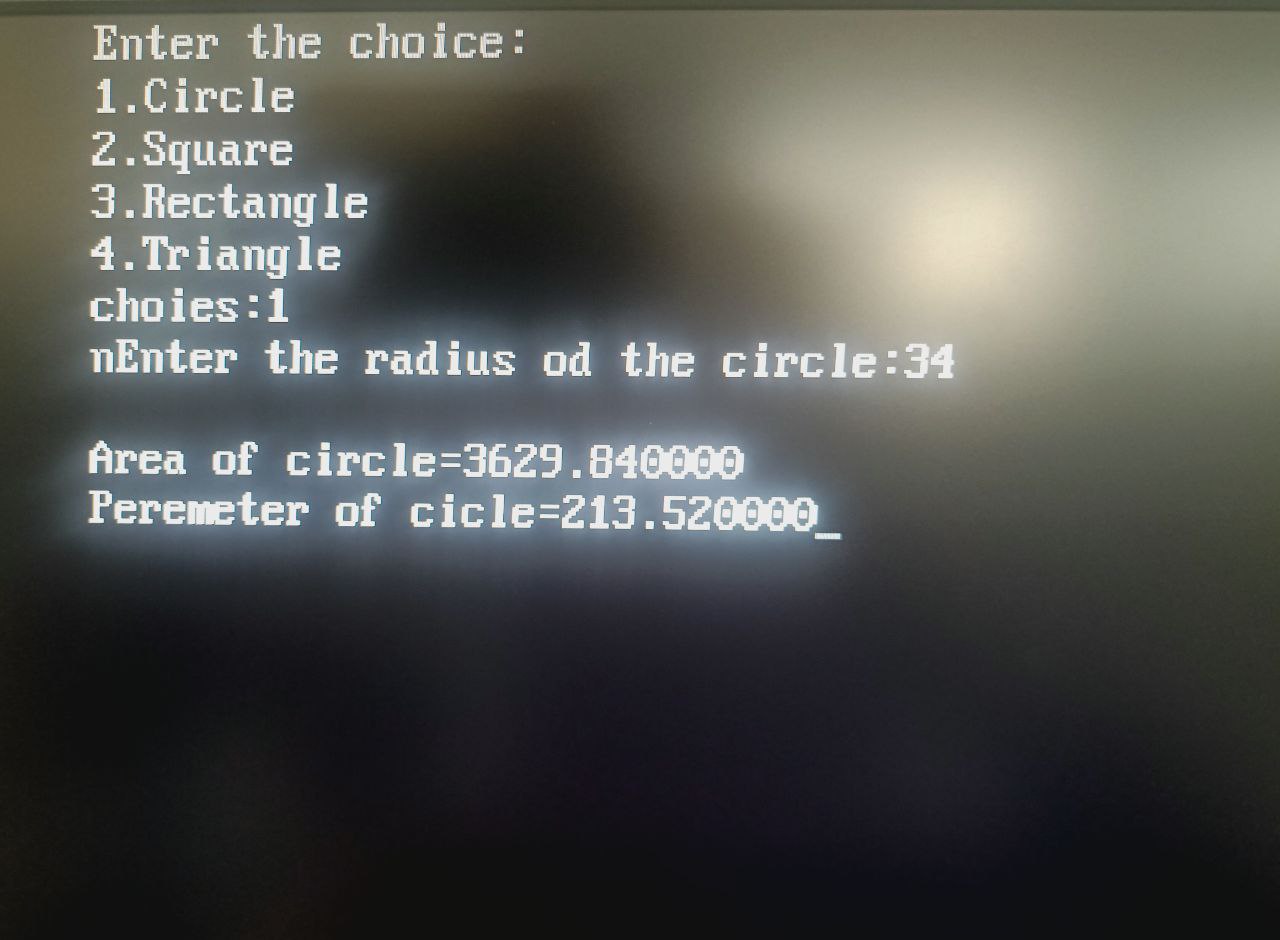 Enter the choice:
1.Circle
2.Square
3.Rectangle
4.Triangle
choies:1
nEnter the radius od the circle:34
Area of circle=3629.840000
Peremeter of cicle=213.520000_